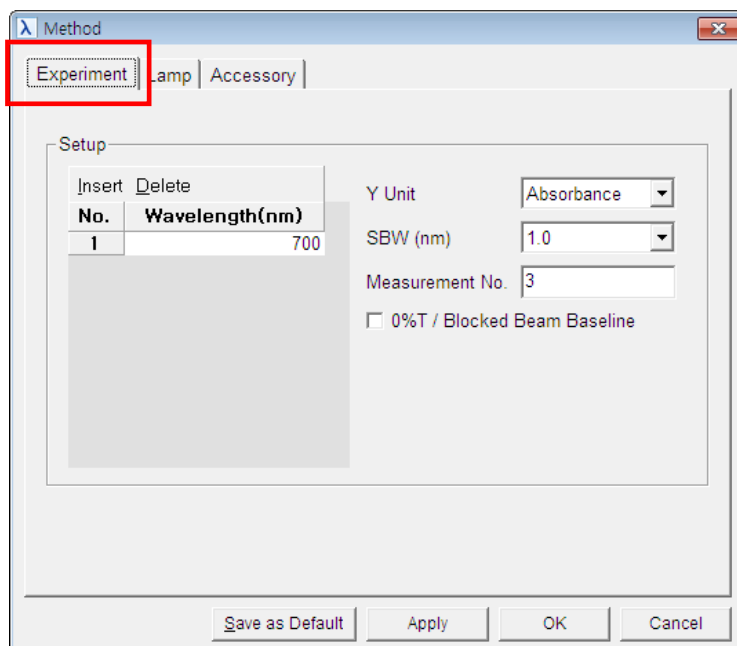 λ Method
Experiment Lamp Accessory
Setup
Insert Delete
No. Wavelength(nm)
1 700
Y Unit Absorbance
SBW (nm) 1.0
Measurement No. 3
0%T / Blocked Beam Baseline
Save as Default Apply OK Cancel